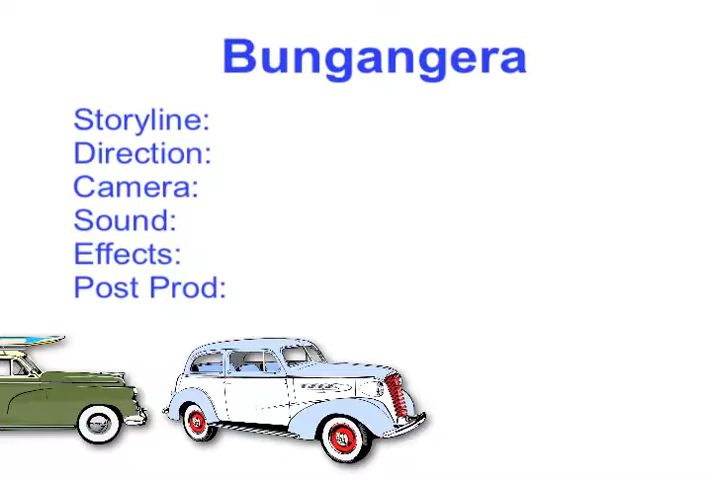 Bungangera
Storyline:
Direction:
Camera:
Sound:
Effects:
Post Prod: